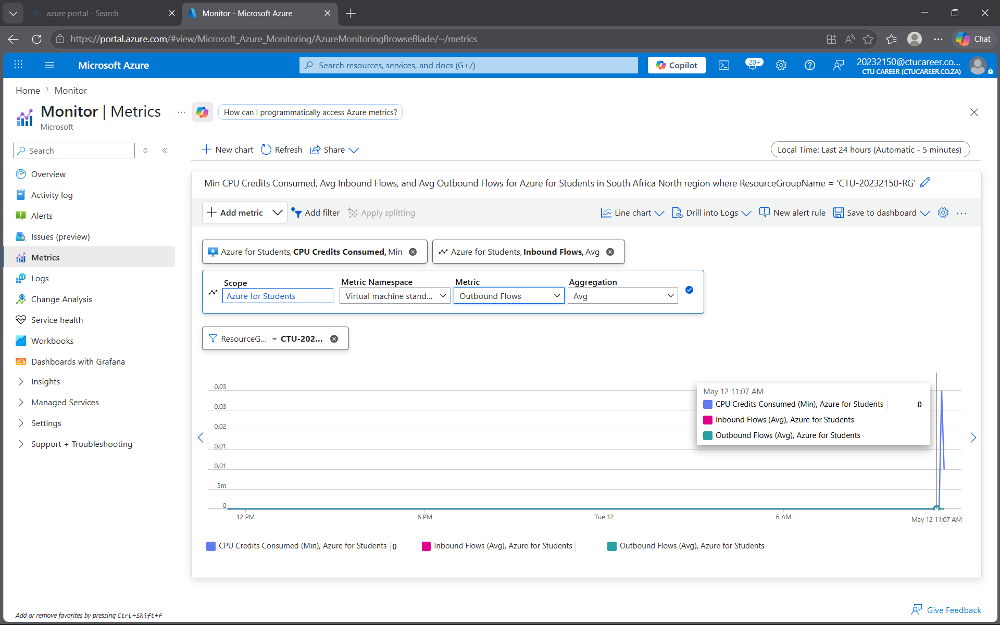 azure portal - Search
Monitor - Microsoft Azure
https://portal.azure.com/#view/Microsoft_Azure_Monitoring/AzureMonitoringBrowseBlade/~/metrics
Chat
Microsoft Azure
Search resources, services, and docs (G+/)
Copilot
20+
20232150@ctucareer.co...
CTU CAREER (CTUCAREER.CO.ZA)
Home > Monitor
Monitor | Metrics
...
How can I programmatically access Azure metrics?
Microsoft
Search
New chart
Refresh
Share
Local Time: Last 24 hours (Automatic - 5 minutes)
Overview
Activity log
Alerts
Issues (preview)
Metrics
Logs
Change Analysis
Service health
Workbooks
Dashboards with Grafana
Insights
Managed Services
Settings
Support + Troubleshooting
Min CPU Credits Consumed, Avg Inbound Flows, and Avg Outbound Flows for Azure for Students in South Africa North region where ResourceGroupName = 'CTU-20232150-RG'
Add metric
Add filter
Apply splitting
Line chart
Drill into Logs
New alert rule
Save to dashboard
...
Azure for Students, CPU Credits Consumed, Min
Azure for Students, Inbound Flows, Avg
Scope
Metric Namespace
Metric
Aggregation
Azure for Students
Virtual machine stand...
Outbound Flows
Avg
ResourceG... = CTU-202...
0.03
0.03
0.02
0.01
0.01
5m
0
May 12 11:07 AM
CPU Credits Consumed (Min), Azure for Students 0
Inbound Flows (Avg), Azure for Students
Outbound Flows (Avg), Azure for Students
12 PM
6 PM
Tue 12
6 AM
May 12 11:07 AM
CPU Credits Consumed (Min), Azure for Students 0
Inbound Flows (Avg), Azure for Students
Outbound Flows (Avg), Azure for Students
Give Feedback
Add or remove favorites by pressing Ctrl+Shift+F